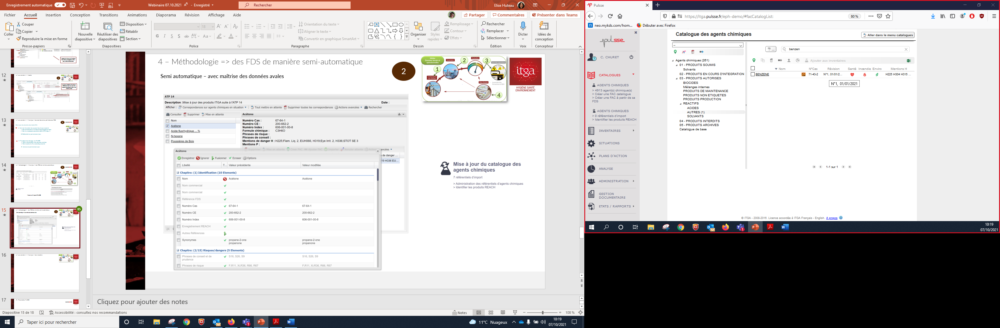 Enregistrement automatique
Webinaire 07.10.2021 - Enregistré
Rechercher
Elise Huteau
Fichier
Accueil
Insertion
Conception
Transitions
Animations
Diaporama
Révision
Affichage
Aide
Partager
Commentaires
Présenter dans Teams
Coller
Couper
Copier
Reproduire la mise en forme
Presse-papiers
Nouvelle diapositive
Réutiliser des diapositives
Disposition
Rétablir
Section
Diapositives
18
G I S S ab AV Aa A
Police
Orientation du texte
Aligner le texte
Convertir en graphique SmartArt
Paragraphe
Organiser
Styles rapides
Remplissage
Contour
Effets
Dessin
Rechercher
Remplacer
Sélectionner
Édition
Dicter
Voix
Idées de conception
Concepteur
12
13
14
15
BS
16
17
4 – Méthodologie => des FDS de manière semi-automatique
Semi automatique – avec maîtrise des données avales
2
1
2
3
4
itga
HYGIÈNE SANTÉ
ENVIRONNEMENT
ATP 14
Description :Mise à jour des produits ITGA suite à l'ATP 14
Date :
Afficher : Correspondances sur agents chimiques en situation Tout mettre en attente Supprimer toutes les correspondances Actions avancées Rechercher
Consulter Supprimer Mise en attente
Nom
Acétone
Acide fluorhydrique ... %
N-hexane
Poussières de Bois
Acétone
Numéro Cas : 67-64-1
Numéro CE : 200-662-2
Numéro Index : 606-001-00-8
Formule chimique : C3H6O
Phrases de risque :
Phrases de conseil :
Mentions de danger H : H225;Flam. Liq. 2, EUH066, H319;Eye Irrit. 2, H336;STOT SE 3
Mentions P :
s de danger ...
19 H336 EU...
Acétone
Enregistrer Ignorer Fusionner Ecraser Options
Libellé T... Valeur précédente Valeur modifiée
Chapitre: (1) Identification (10 Elements)
Nom Acétone Acétone
Nom commercial
Nom commercial
Référence FDS
Numéro Cas 67-64-1 67-64-1
Numéro CE 200-662-2 200-662-2
Numéro Index 606-001-00-8 606-001-00-8
Enregistrement REACH
Autres Références
Synonymes propane-2-one propane-2-one
propanone propanone
Chapitre: (2/15) Risques/dangers (5 Elements)
Phrases de conseil et de S16, S26, S9 S16, S26, S9
prudence
Phrases de risque F;R11, Xi;R36, R66, R67 F;R11, Xi;R36, R66, R67
Mise à jour du catalogue des
agents chimiques
7 référentiels d'import
> Administration des référentiels d'agents chimiques
> Identifier les produits REACH
Cliquez pour ajouter des notes
Diapositive 15 de 18
Accessibilité : consultez nos recommandations
Notes
108 %
Taper ici pour rechercher
11°C Nuageux
10:19
07/10/2021
Pulsse
https://itga.pulsse.fr/eph-demo/#facCatalogList:
80 %
neo.mykds.com/hom...
Débuter avec Firefox
pulsse
3
C. CHURET
CATALOGUES
AGENTS CHIMIQUES
> 4913 agent(s) chimique(s)
> Créer une FAC catalogue
> Créer une FAC à partir de sa
FDS
AGENTS CHIMIQUES
> 0 référentiels d'import
> Identifier les produits REACH
INVENTAIRES
SITUATIONS
PLANS D'ACTION
ANALYSE
ADMINISTRATION
GESTION
DOCUMENTAIRE
ETATS / RAPPORTS
Catalogue des agents chimiques
Aller dans le menu catalogues
--
Agents chimiques (261)
01 - PRODUITS SOUMIS
Solvants
02 - PRODUITS EN COURS D'INTEGRATION
03 - PRODUITS AUTORISES
BIOCIDES
Mélanges internes
PRODUITS DE MAINTENANCE
PRODUITS NON ETIQUETES
PRODUITS PRODUCTION
REACTIFS
ACIDES
AUTRES (1)
SOLVANTS
04 - PRODUITS INTERDITS
05 - PRODUITS ARCHIVES
Catalogue de base
benzen
Ajouter aux inventaires
Nom N°Cas Révision Santé Incendie Enviro Mentions H
BENZENE 71-43-2 N°1, 01/01/2... H225 H304 H315 ...
N°1, 01/01/2021
1-1 sur 1
© ITGA - 2008-2016. Licence accordée à ITGA Français - English. A propos
10:19
07/10/2021